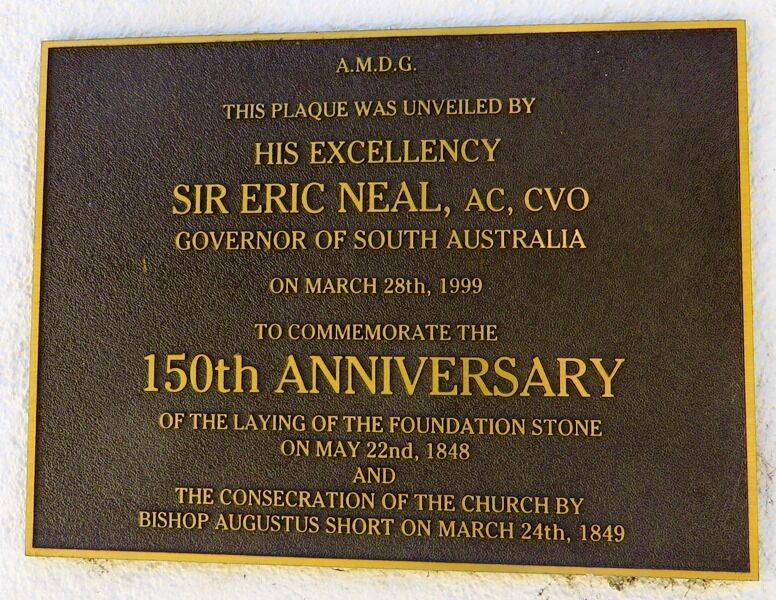 A.M.D.G.
THIS PLAQUE WAS UNVEILED BY
HIS EXCELLENCY
SIR ERIC NEAL, AC, CVO
GOVERNOR OF SOUTH AUSTRALIA
ON MARCH 28th, 1999
TO COMMEMORATE THE
150th ANNIVERSARY
OF THE LAYING OF THE FOUNDATION STONE
ON MAY 22nd, 1848
AND
THE CONSECRATION OF THE CHURCH BY
BISHOP AUGUSTUS SHORT ON MARCH 24th, 1849